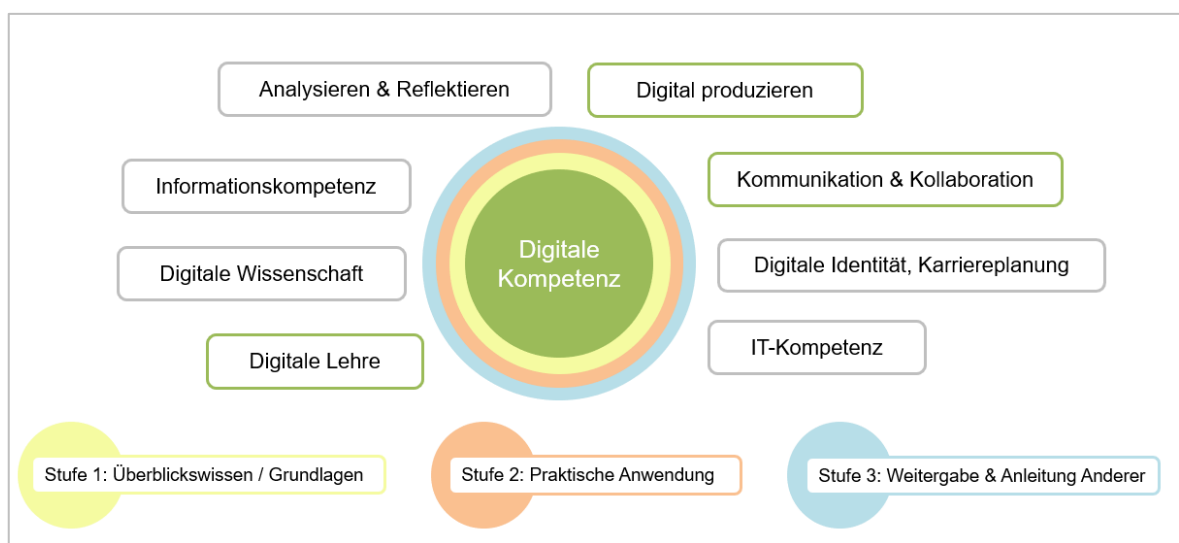 Analysieren & Reflektieren
Digital produzieren
Informationskompetenz
Kommunikation & Kollaboration
Digitale
Kompetenz
Digitale Wissenschaft
Digitale Identität, Karriereplanung
Digitale Lehre
IT-Kompetenz
Stufe 1: Überblickswissen / Grundlagen
Stufe 2: Praktische Anwendung
Stufe 3: Weitergabe & Anleitung Anderer